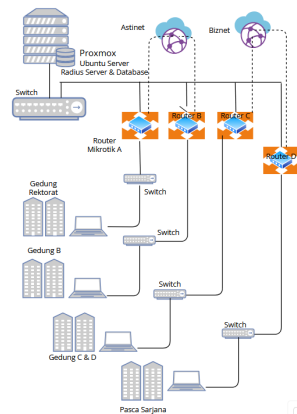 Astinet
Biznet
Proxmox
Ubuntu Server
Radius Server & Database
Switch
Router B
Router C
Router D
Router
Mikrotik A
Switch
Gedung
Rektorat
Switch
Gedung B
Switch
Switch
Gedung C & D
Pasca Sarjana